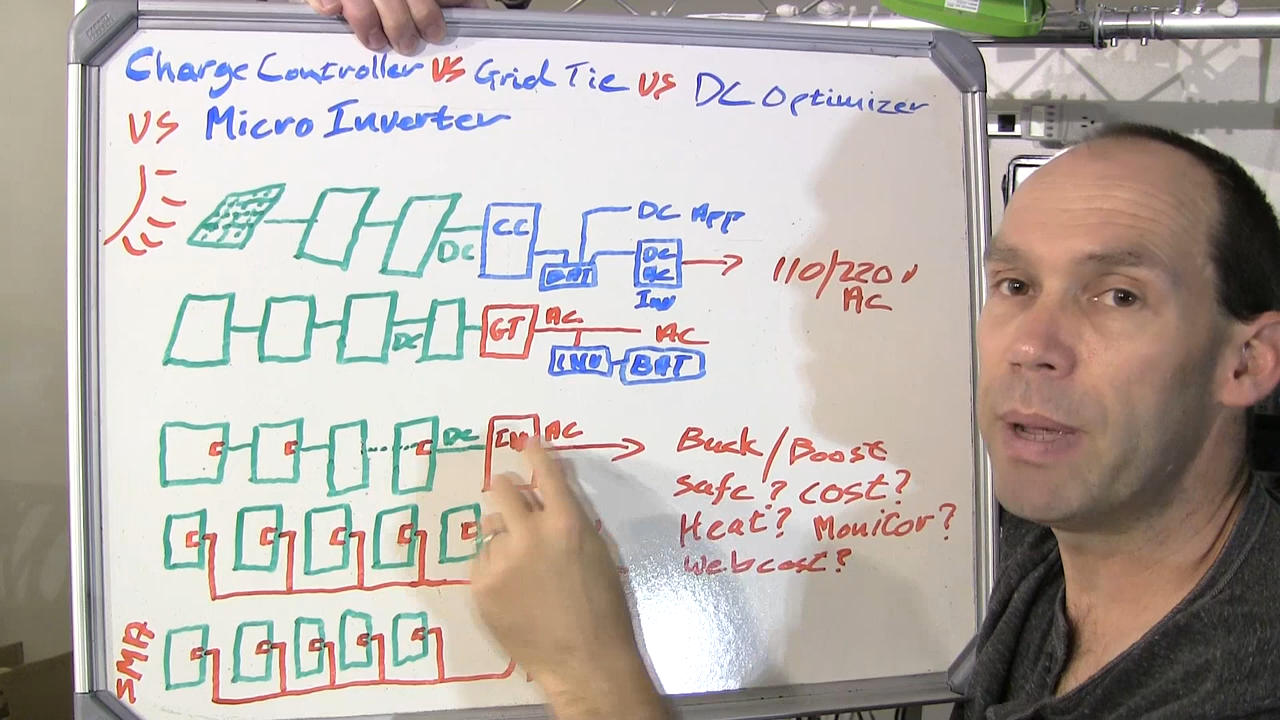 Charge Controller VS Grid Tie VS DC Optimizer
VS Micro Inverter
DC CC BAT DC App
DC AC Inv
110/220v AC
DC GT AC AC
INV BAT
DC Inv AC
Buck/Boost
Safe? Cost?
Heat? Monitor?
Webcost?
SMA